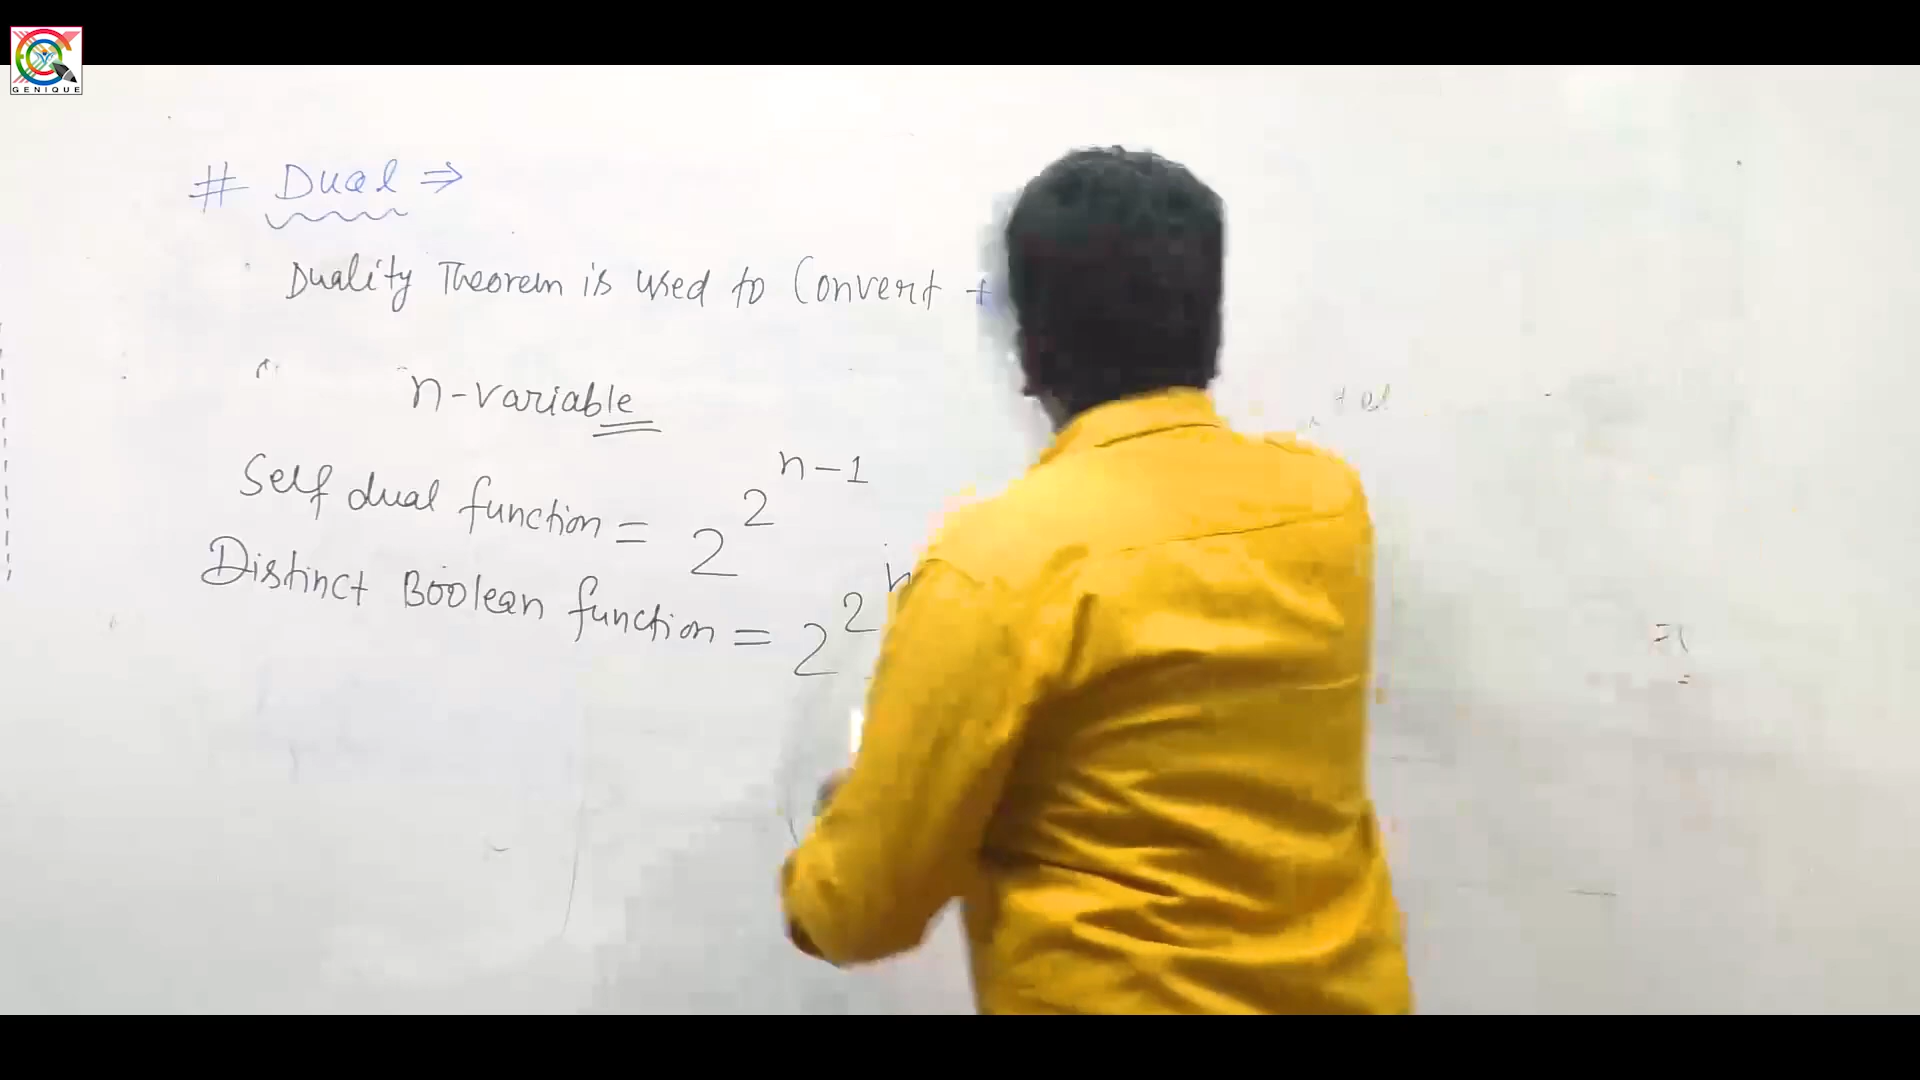 GENIQUE
# Dual ⇒
Duality Theorem is used to Convert +
n-variable
Self dual function = 2^2^n-1
Distinct Boolean function = 2^2^n